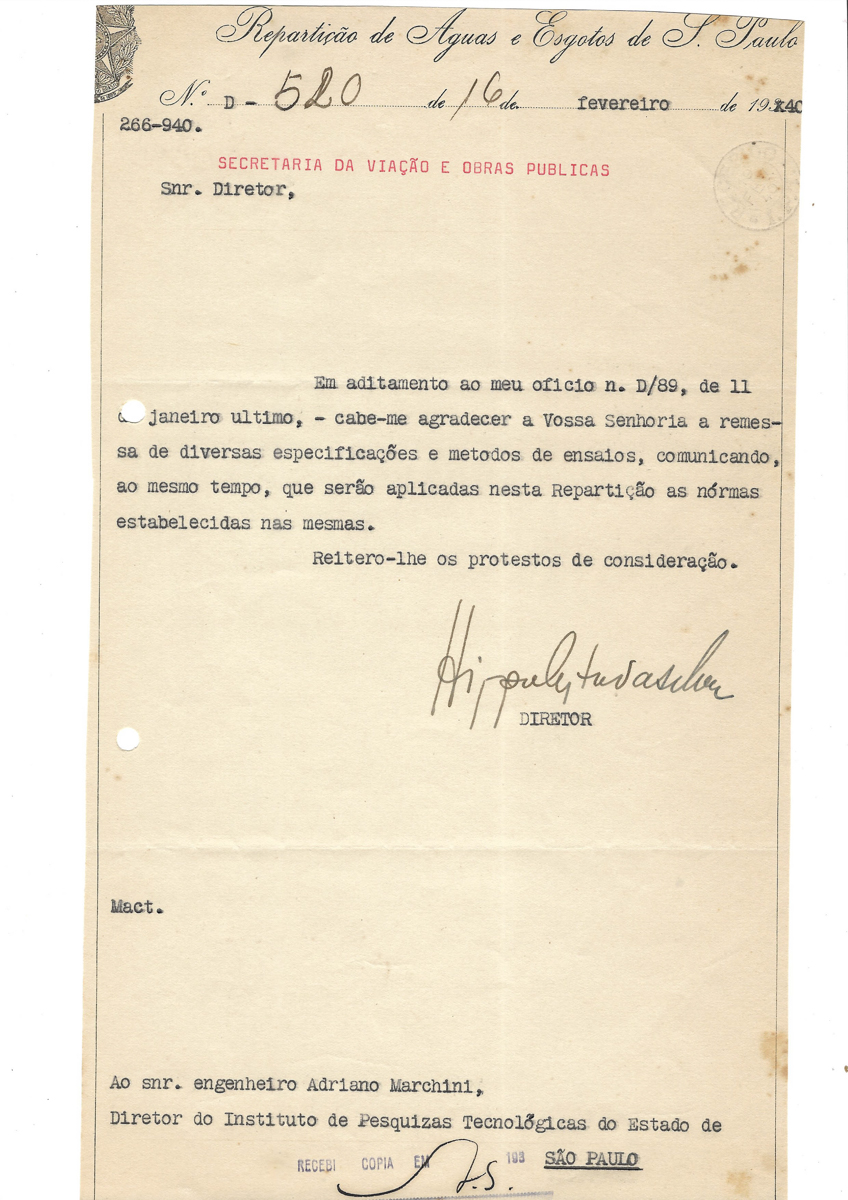 Repartição de Aguas e Esgotos de S. Paulo
N.º D - 520 de 16 de fevereiro de 193x40
266-940.
SECRETARIA DA VIAÇÃO E OBRAS PUBLICAS
Snr. Diretor,
Em aditamento ao meu oficio n. D/89, de 11
de janeiro ultimo, - cabe-me agradecer a Vossa Senhoria a remes-
sa de diversas especificações e metodos de ensaios, comunicando,
ao mesmo tempo, que serão aplicadas nesta Repartição as nórmas
estabelecidas nas mesmas.
Reitero-lhe os protestos de consideração.
DIRETOR
Mact.
Ao snr. engenheiro Adriano Marchini,
Diretor do Instituto de Pesquizas Tecnológicas do Estado de
RECEBI COPIA EM 193 SÃO PAULO